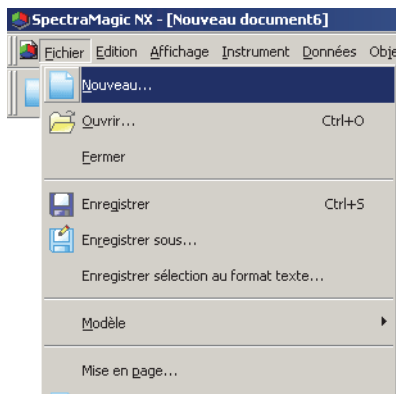 SpectraMagic NX - [Nouveau document6]
Fichier Edition Affichage Instrument Données Obje
Nouveau...
Ouvrir... Ctrl+O
Fermer
Enregistrer Ctrl+S
Enregistrer sous...
Enregistrer sélection au format texte...
Modèle
Mise en page...